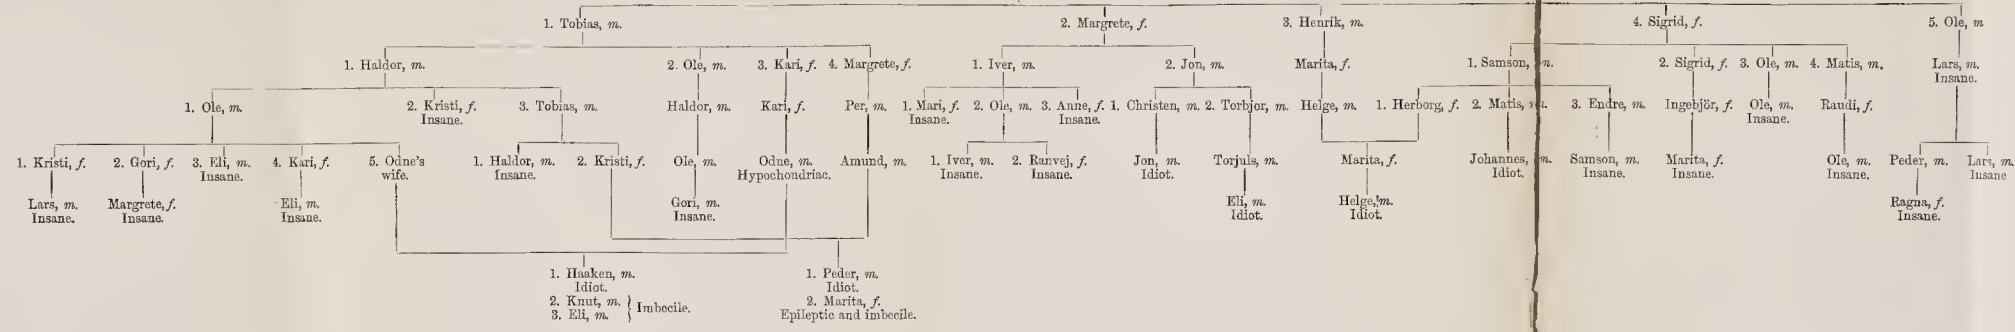 1. Tobias, m. 2. Margrete, f. 3. Henrik, m. 4. Sigrid, f. 5. Ole, m
1. Haldor, m. 2. Ole, m. 3. Kari, f. 4. Margrete, f. 1. Iver, m. 2. Jon, m. Marita, f. 1. Samson, m. 2. Sigrid, f. 3. Ole, m. 4. Matis, m. Lars, m.
Insane.
1. Ole, m. 2. Kristi, f. 3. Tobias, m. Haldor, m. Kari, f. Per, m. 1. Mari, f. 2. Ole, m. 3. Anne, f. 1. Christen, m. 2. Torbjor, m. Helge, m. 1. Herborg, f. 2. Matis, m. 3. Endre, m. Ingebjör, f. Ole, m. Raudi, f.
Insane. Insane. Insane. Insane.
1. Kristi, f. 2. Gori, f. 3. Eli, m. 4. Kari, f. 5. Odne's 1. Haldor, m. 2. Kristi, f. Ole, m. Odne, m. Amund, m. 1. Iver, m. 2. Ranvej, f. Jon, m. Torjuls, m. Marita, f. Johannes, m. Samson, m. Marita, f. Ole, m. Peder, m. Lars, m.
Insane. wife. Insane. Hypochondriac. Insane. Insane. Idiot. Idiot. Insane. Insane. Insane. Insane
Lars, m. Margrete, f. Eli, m. Gori, m. Eli, m. Helge, m. Ragna, f.
Insane. Insane. Insane. Insane. Idiot. Idiot. Insane.
1. Haaken, m. 1. Peder, m.
Idiot. Idiot.
2. Knut, m. } Imbecile. 2. Marita, f.
3. Eli, m. Epileptic and imbecile.